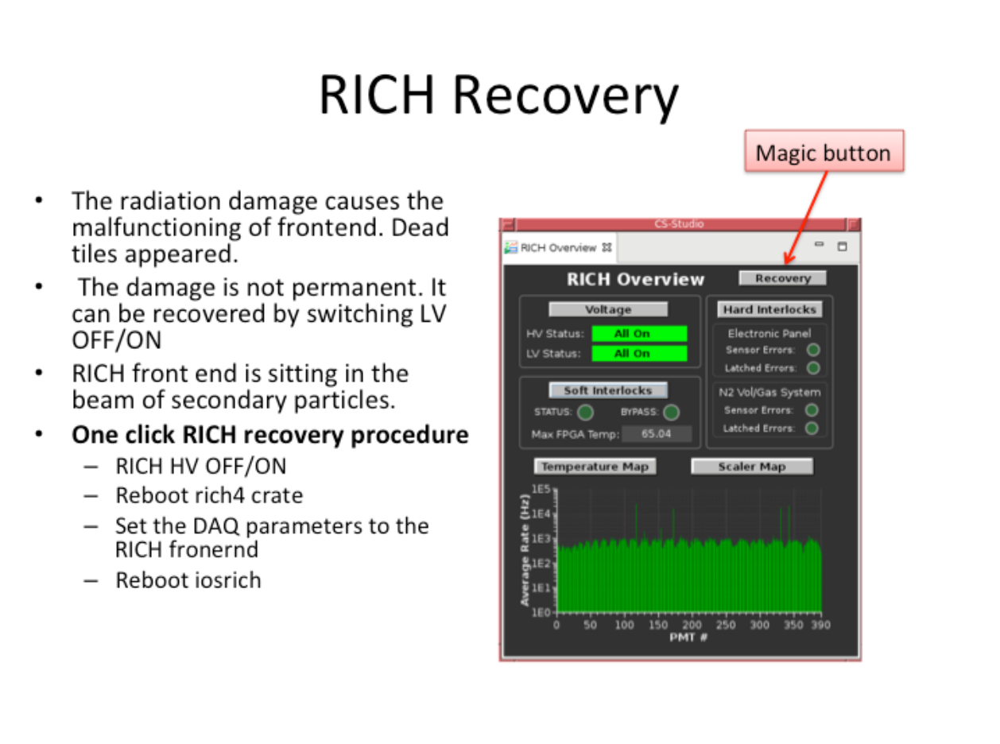 RICH Recovery
Magic button
• The radiation damage causes the
malfunctioning of frontend. Dead
tiles appeared.
• The damage is not permanent. It
can be recovered by switching LV
OFF/ON
• RICH front end is sitting in the
beam of secondary particles.
• One click RICH recovery procedure
– RICH HV OFF/ON
– Reboot rich4 crate
– Set the DAQ parameters to the
RICH fronernd
– Reboot iosrich
CS-Studio
RICH Overview
RICH Overview
Recovery
Voltage
HV Status: All On
LV Status: All On
Soft Interlocks
STATUS: BYPASS:
Max FPGA Temp: 65.04
Hard Interlocks
Electronic Panel
Sensor Errors:
Latched Errors:
N2 Vol/Gas System
Sensor Errors:
Latched Errors:
Temperature Map
Scaler Map
Average Rate (Hz)
1E5
1E4
1E3
1E2
1E1
1E0
0 50 100 150 200 250 300 350 390
PMT #